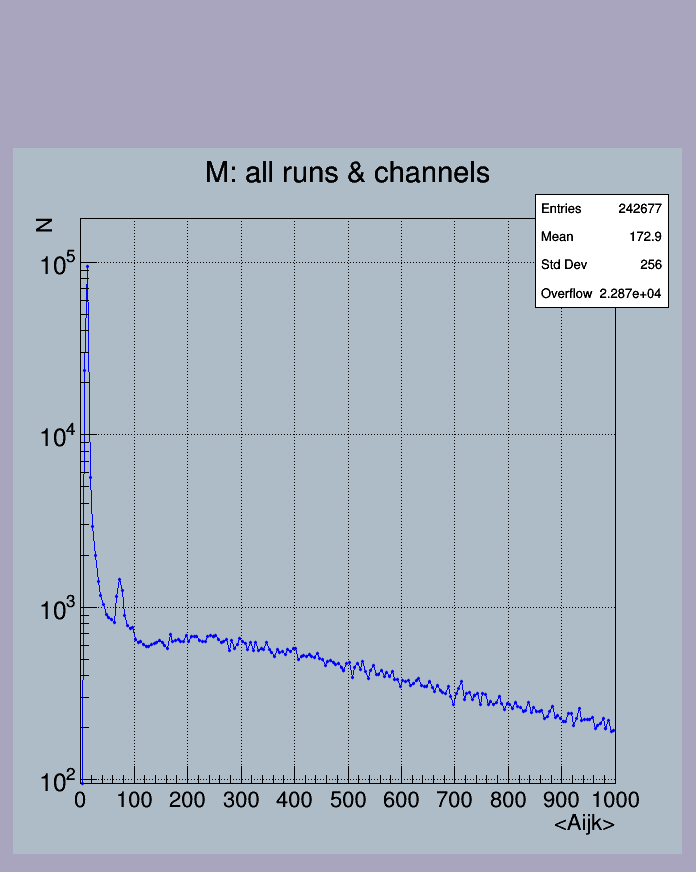 M: all runs & channels
N
Entries 242677
Mean 172.9
Std Dev 256
Overflow 2.287e+04
10^5
10^4
10^3
10^2
0 100 200 300 400 500 600 700 800 900 1000
<Aijk>